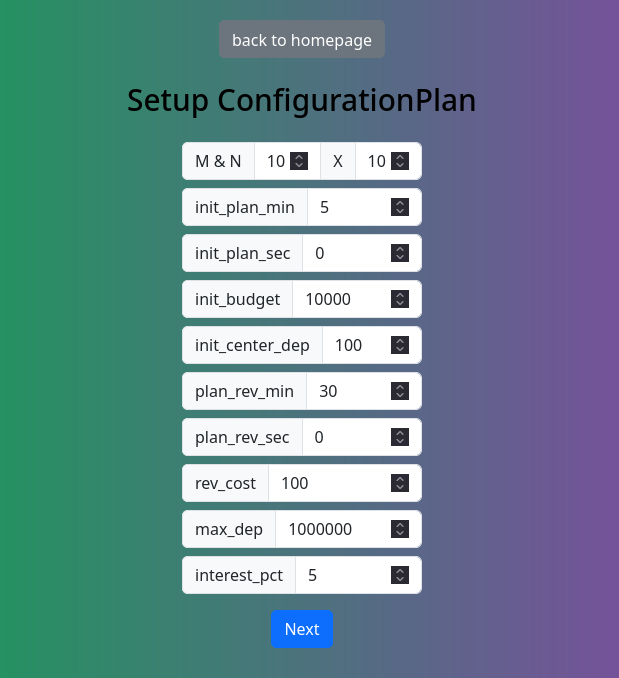 back to homepage
Setup ConfigurationPlan
M & N 10 X 10
init_plan_min 5
init_plan_sec 0
init_budget 10000
init_center_dep 100
plan_rev_min 30
plan_rev_sec 0
rev_cost 100
max_dep 1000000
interest_pct 5
Next